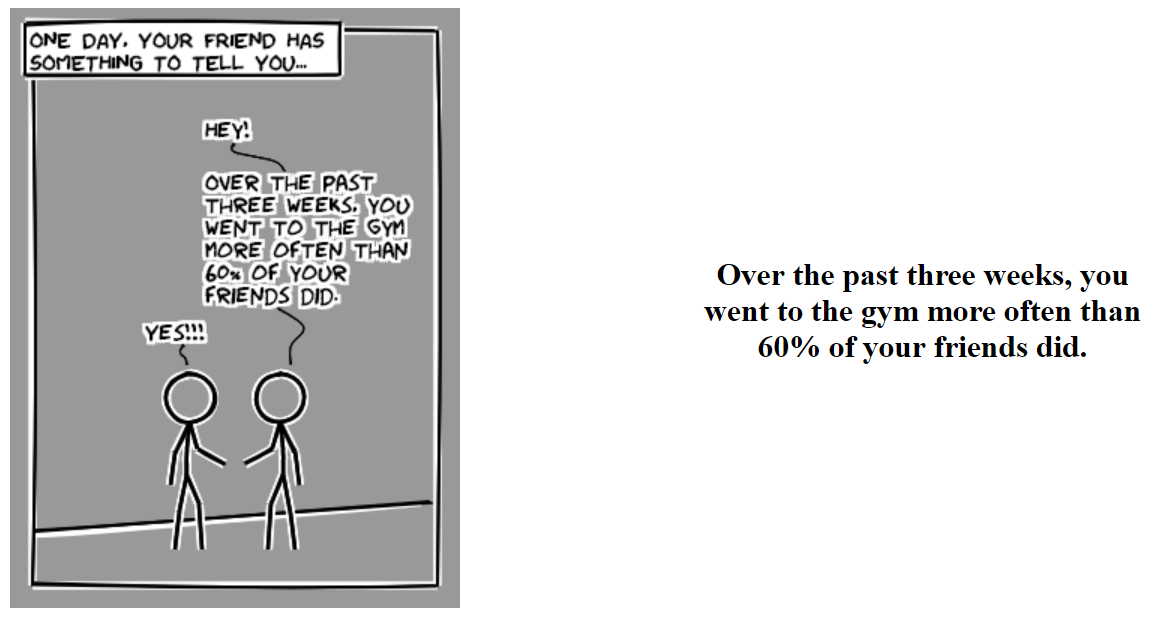 ONE DAY, YOUR FRIEND HAS
SOMETHING TO TELL YOU...
HEY!
OVER THE PAST
THREE WEEKS, YOU
WENT TO THE GYM
MORE OFTEN THAN
60% OF YOUR
FRIENDS DID.
YES!!!
Over the past three weeks, you
went to the gym more often than
60% of your friends did.